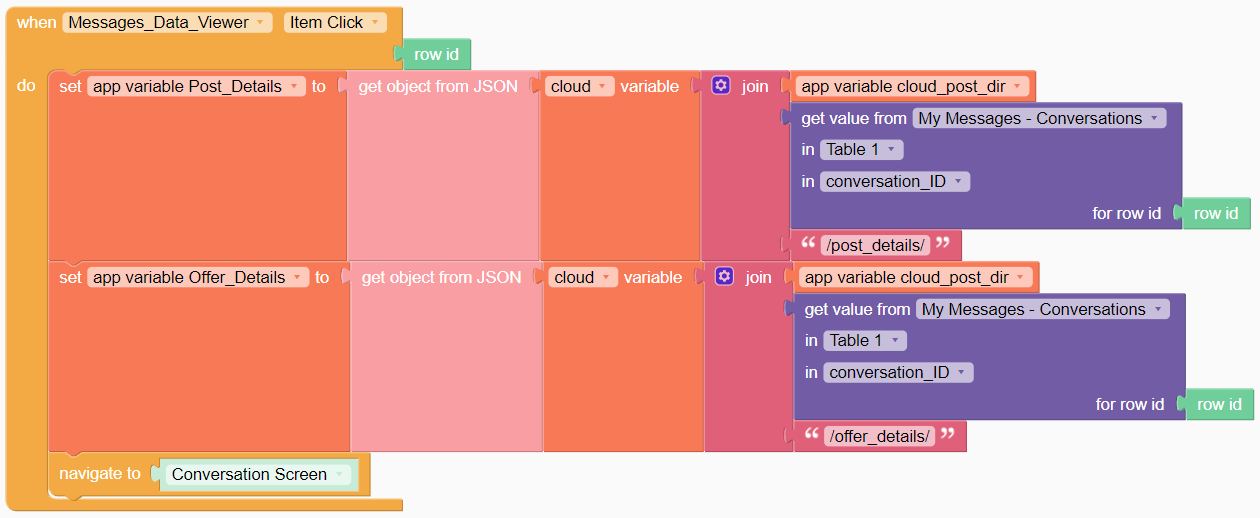 when Messages_Data_Viewer Item Click
row id
do set app variable Post_Details to get object from JSON cloud variable join app variable cloud_post_dir
get value from My Messages - Conversations
in Table 1
in conversation_ID
for row id row id
“ /post_details/ ”
set app variable Offer_Details to get object from JSON cloud variable join app variable cloud_post_dir
get value from My Messages - Conversations
in Table 1
in conversation_ID
for row id row id
“ /offer_details/ ”
navigate to Conversation Screen